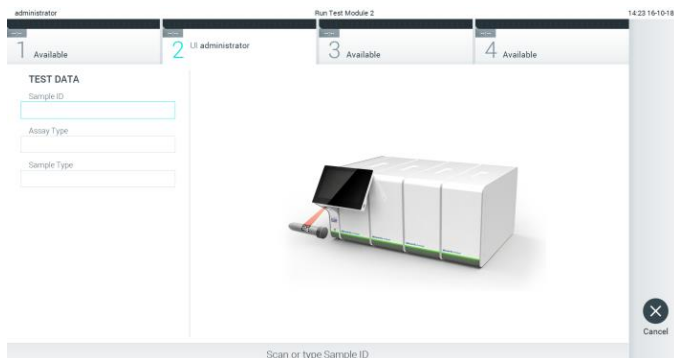 administrator Run Test Module 2 14:23 16-10-18
1 Available
2 UI administrator
3 Available
4 Available
TEST DATA
Sample ID
Assay Type
Sample Type
Cancel
Scan or type Sample ID